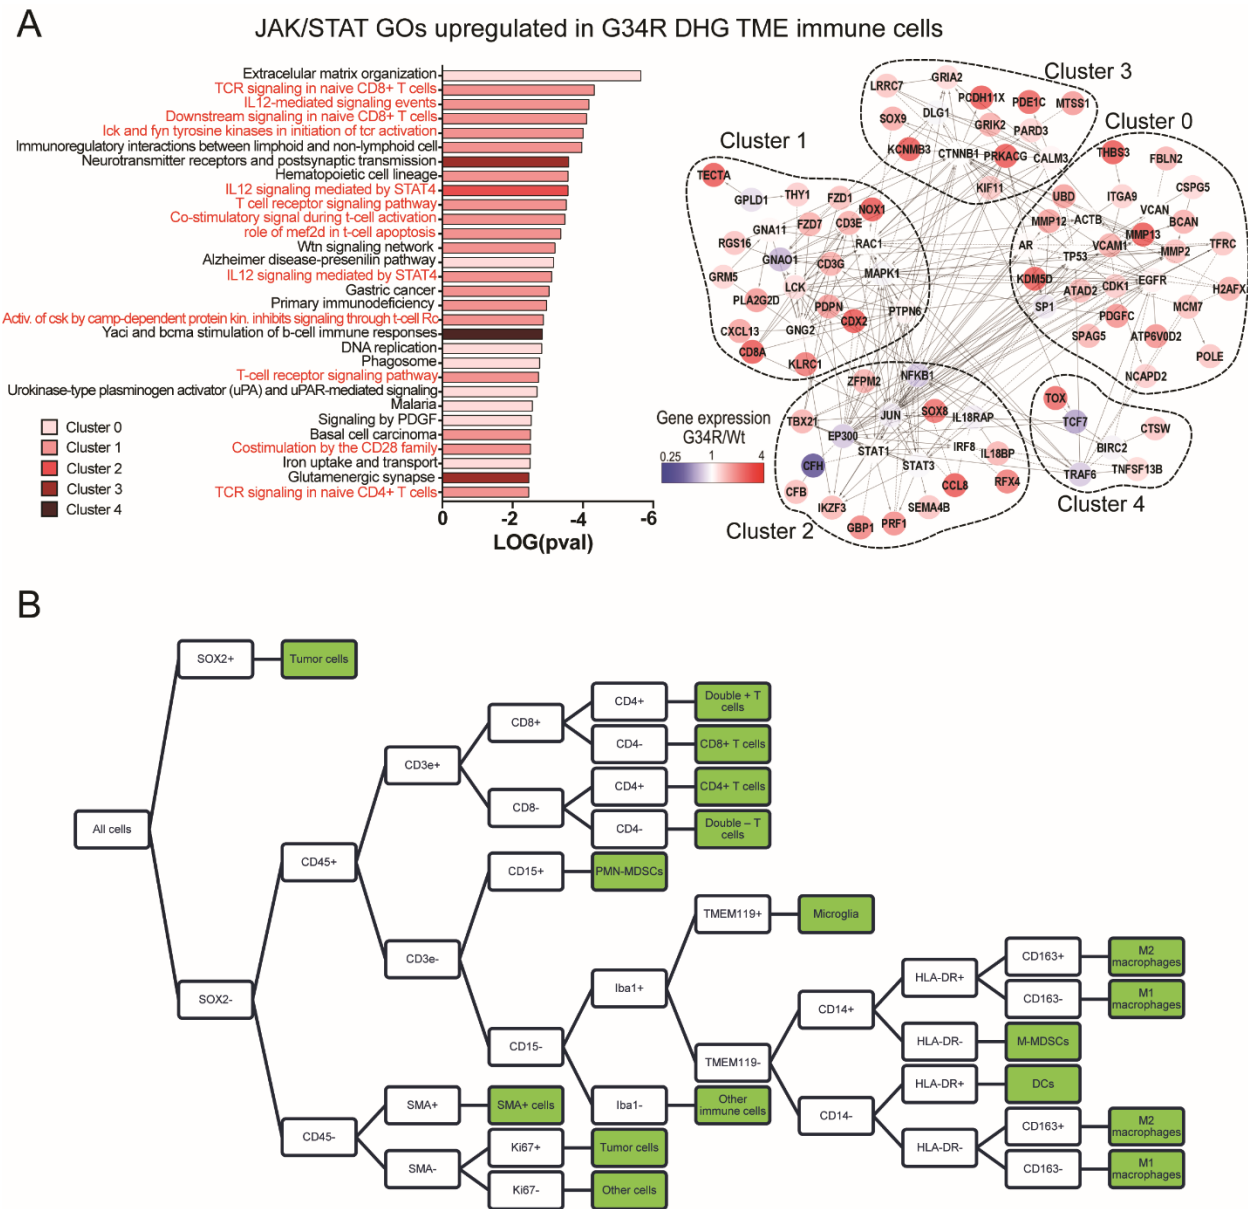 A
JAK/STAT GOs upregulated in G34R DHG TME immune cells
Extracellular matrix organization
TCR signaling in naive CD8+ T cells
IL12-mediated signaling events
Downstream signaling in naive CD8+ T cells
lck and fyn tyrosine kinases in initiation of tcr activation
Immunoregulatory interactions between limphoid and non-lymphoid cell
Neurotransmitter receptors and postsynaptic transmission
Hematopoietic cell lineage
IL12 signaling mediated by STAT4
T cell receptor signaling pathway
Co-stimulatory signal during t-cell activation
role of mef2d in t-cell apoptosis
Wtn signaling network
Alzheimer disease-presenilin pathway
IL12 signaling mediated by STAT4
Gastric cancer
Primary immunodeficiency
Activ. of csk by camp-dependent protein kin. inhibits signaling through t-cell Rc
Yaci and bcma stimulation of b-cell immune responses
DNA replication
Phagosome
T-cell receptor signaling pathway
Urokinase-type plasminogen activator (uPA) and uPAR-mediated signaling
Malaria
Signaling by PDGF
Basal cell carcinoma
Costimulation by the CD28 family
Iron uptake and transport
Glutamenergic synapse
TCR signaling in naive CD4+ T cells
0
-2
-4
-6
LOG(pval)
Cluster 0
Cluster 1
Cluster 2
Cluster 3
Cluster 4
Cluster 3
LRRC7
GRIA2
PCDH11X
PDE1C
MTSS1
SOX9
DLG1
GRIK2
PARD3
KCNMB3
CTNNB1
PRKACG
CALM3
KIF11
Cluster 0
THBS3
FBLN2
UBD
ITGA9
CSPG5
VCAN
MMP12
ACTB
BCAN
MMP13
AR
VCAM1
MMP2
TFRC
TP53
KDM5D
ATAD2
CDK1
EGFR
H2AFX
SP1
PDGFC
MCM7
SPAG5
ATP6V0D2
POLE
NCAPD2
Cluster 1
TECTA
GPLD1
THY1
FZD1
NOX1
GNA11
FZD7
CD3E
RGS16
RAC1
GNAO1
CD3G
MAPK1
GRM5
LCK
PLA2G2D
PDPN
PTPN6
CXCL13
GNG2
CDX2
CD8A
KLRC1
Gene expression
G34R/Wt
0.25
1
4
ZFPM2
NFKB1
TBX21
JUN
SOX8
IL18RAP
EP300
STAT1
IRF8
IL18BP
CFH
STAT3
CFB
CCL8
RFX4
IKZF3
SEMA4B
GBP1
PRF1
Cluster 2
TOX
TCF7
CTSW
BIRC2
TRAF6
TNFSF13B
Cluster 4
B
All cells
SOX2+
Tumor cells
SOX2-
CD45+
CD45-
CD3e+
CD3e-
CD8+
CD8-
CD4+
Double + T
cells
CD4-
CD8+ T cells
CD4+
CD4+ T cells
CD4-
Double – T
cells
CD15+
PMN-MDSCs
CD15-
Iba1+
Iba1-
Other
immune cells
TMEM119+
Microglia
TMEM119-
CD14+
CD14-
HLA-DR+
CD163+
M2
macrophages
CD163-
M1
macrophages
HLA-DR-
M-MDSCs
HLA-DR+
DCs
HLA-DR-
CD163+
M2
macrophages
CD163-
M1
macrophages
SMA+
SMA+ cells
SMA-
Ki67+
Tumor cells
Ki67-
Other cells